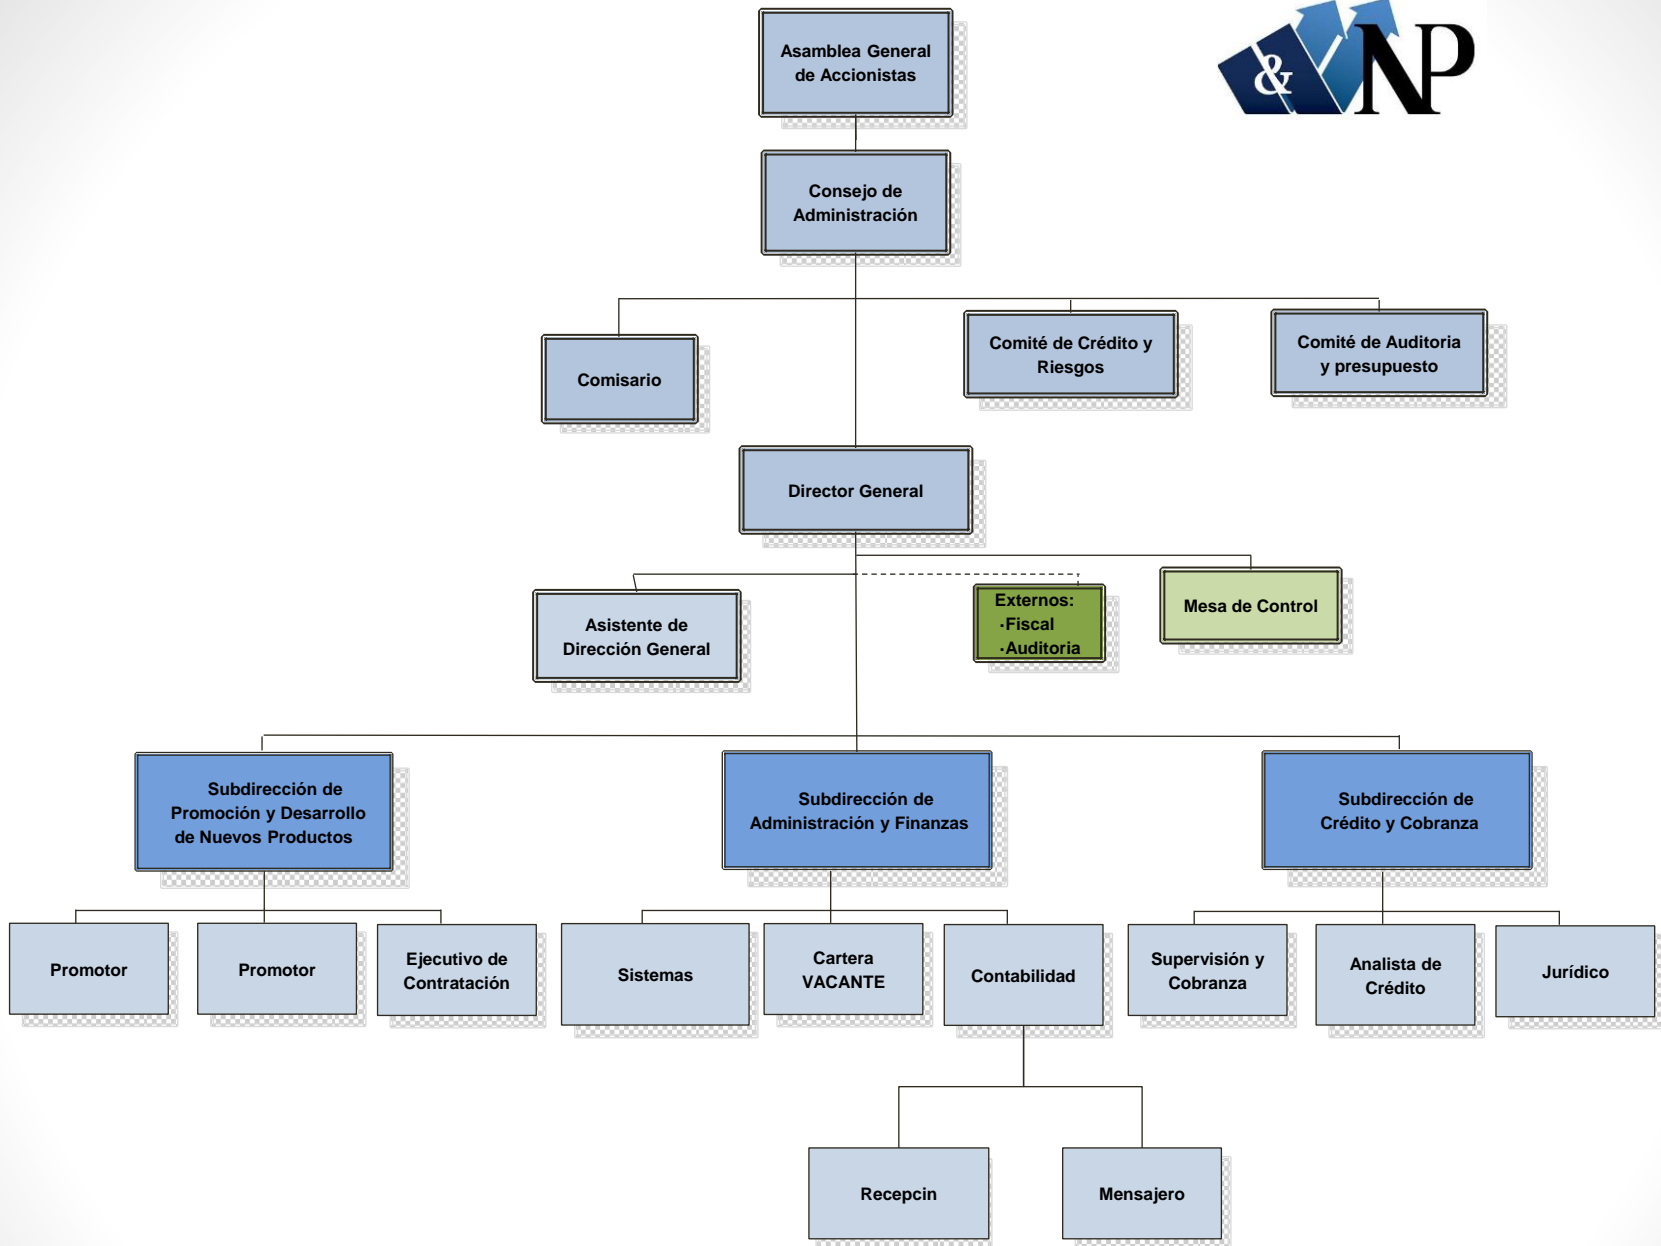 Asamblea General
de Accionistas
& NP
Consejo de
Administración
Comisario
Comité de Crédito y
Riesgos
Comité de Auditoria
y presupuesto
Director General
Asistente de
Dirección General
Externos:
·Fiscal
·Auditoria
Mesa de Control
Subdirección de
Promoción y Desarrollo
de Nuevos Productos
Subdirección de
Administración y Finanzas
Subdirección de
Crédito y Cobranza
Promotor
Promotor
Ejecutivo de
Contratación
Sistemas
Cartera
VACANTE
Contabilidad
Supervisión y
Cobranza
Analista de
Crédito
Jurídico
Recepcin
Mensajero